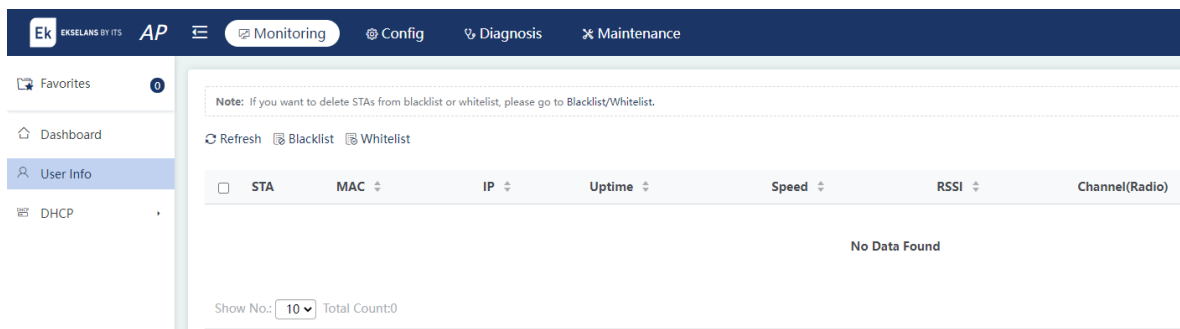 Ek EKSELANS BY ITS AP Monitoring Config Diagnosis Maintenance
Favorites 0
Dashboard
User Info
DHCP
Note: If you want to delete STAs from blacklist or whitelist, please go to Blacklist/Whitelist.
Refresh Blacklist Whitelist
STA MAC IP Uptime Speed RSSI Channel(Radio)
No Data Found
Show No.: 10 Total Count:0